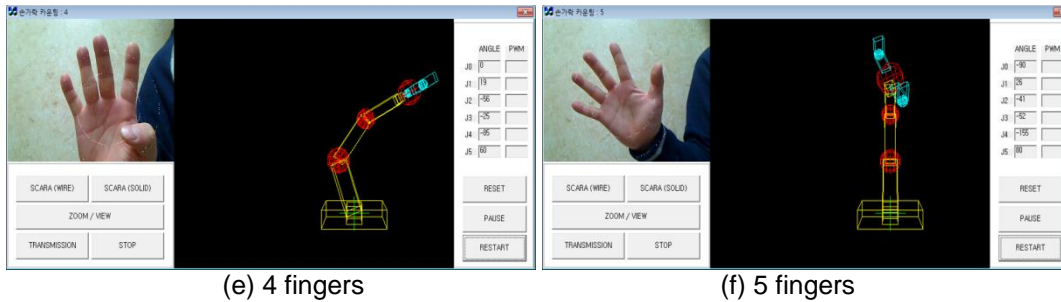 손가락 카운팅 : 4
ANGLE PWM
J0: 0
J1: 19
J2: -56
J3: -25
J4: -85
J5: 60
SCARA (WIRE) SCARA (SOLID)
ZOOM / VIEW
TRANSMISSION STOP
RESET
PAUSE
RESTART
(e) 4 fingers
손가락 카운팅 : 5
ANGLE PWM
J0: -90
J1: 26
J2: -41
J3: -52
J4: -155
J5: 80
SCARA (WIRE) SCARA (SOLID)
ZOOM / VIEW
TRANSMISSION STOP
RESET
PAUSE
RESTART
(f) 5 fingers